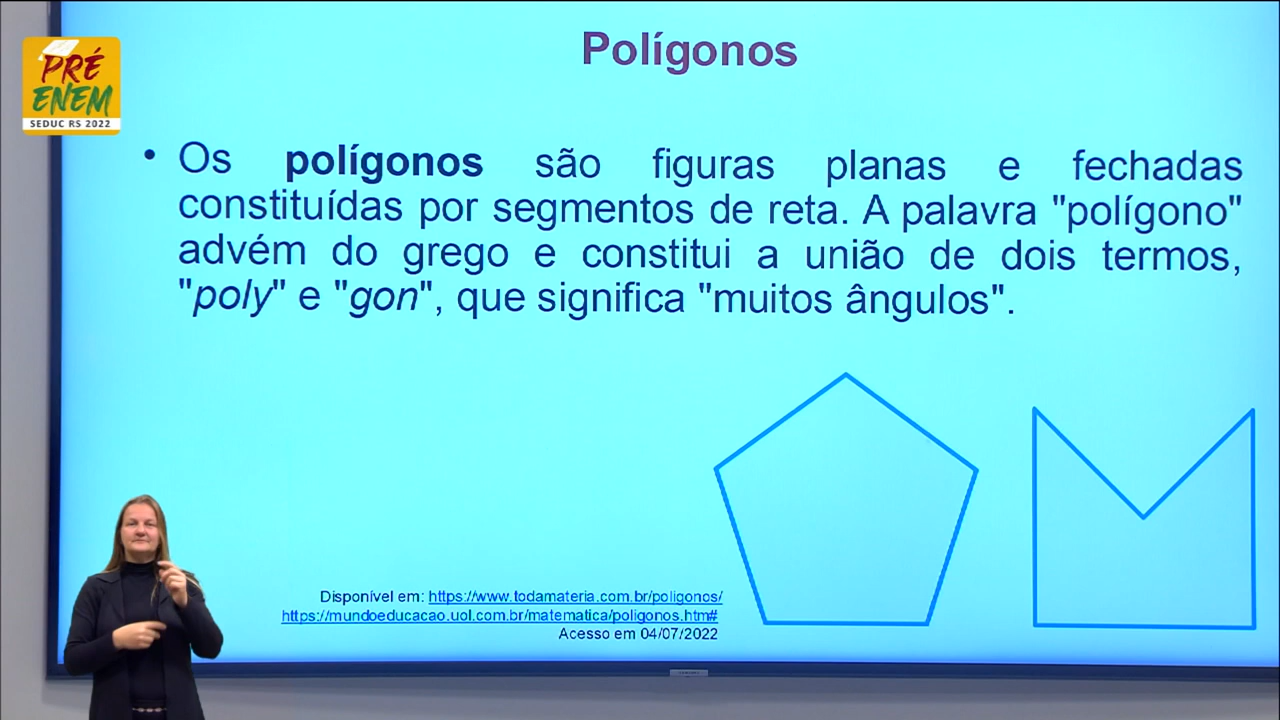 Polígonos
PRÉ
ENEM
SEDUC RS 2022
• Os polígonos são figuras planas e fechadas
constituídas por segmentos de reta. A palavra "polígono"
advém do grego e constitui a união de dois termos,
"poly" e "gon", que significa "muitos ângulos".
Disponível em: https://www.todamateria.com.br/poligonos/
https://mundoeducacao.uol.com.br/matematica/poligonos.htm#
Acesso em 04/07/2022